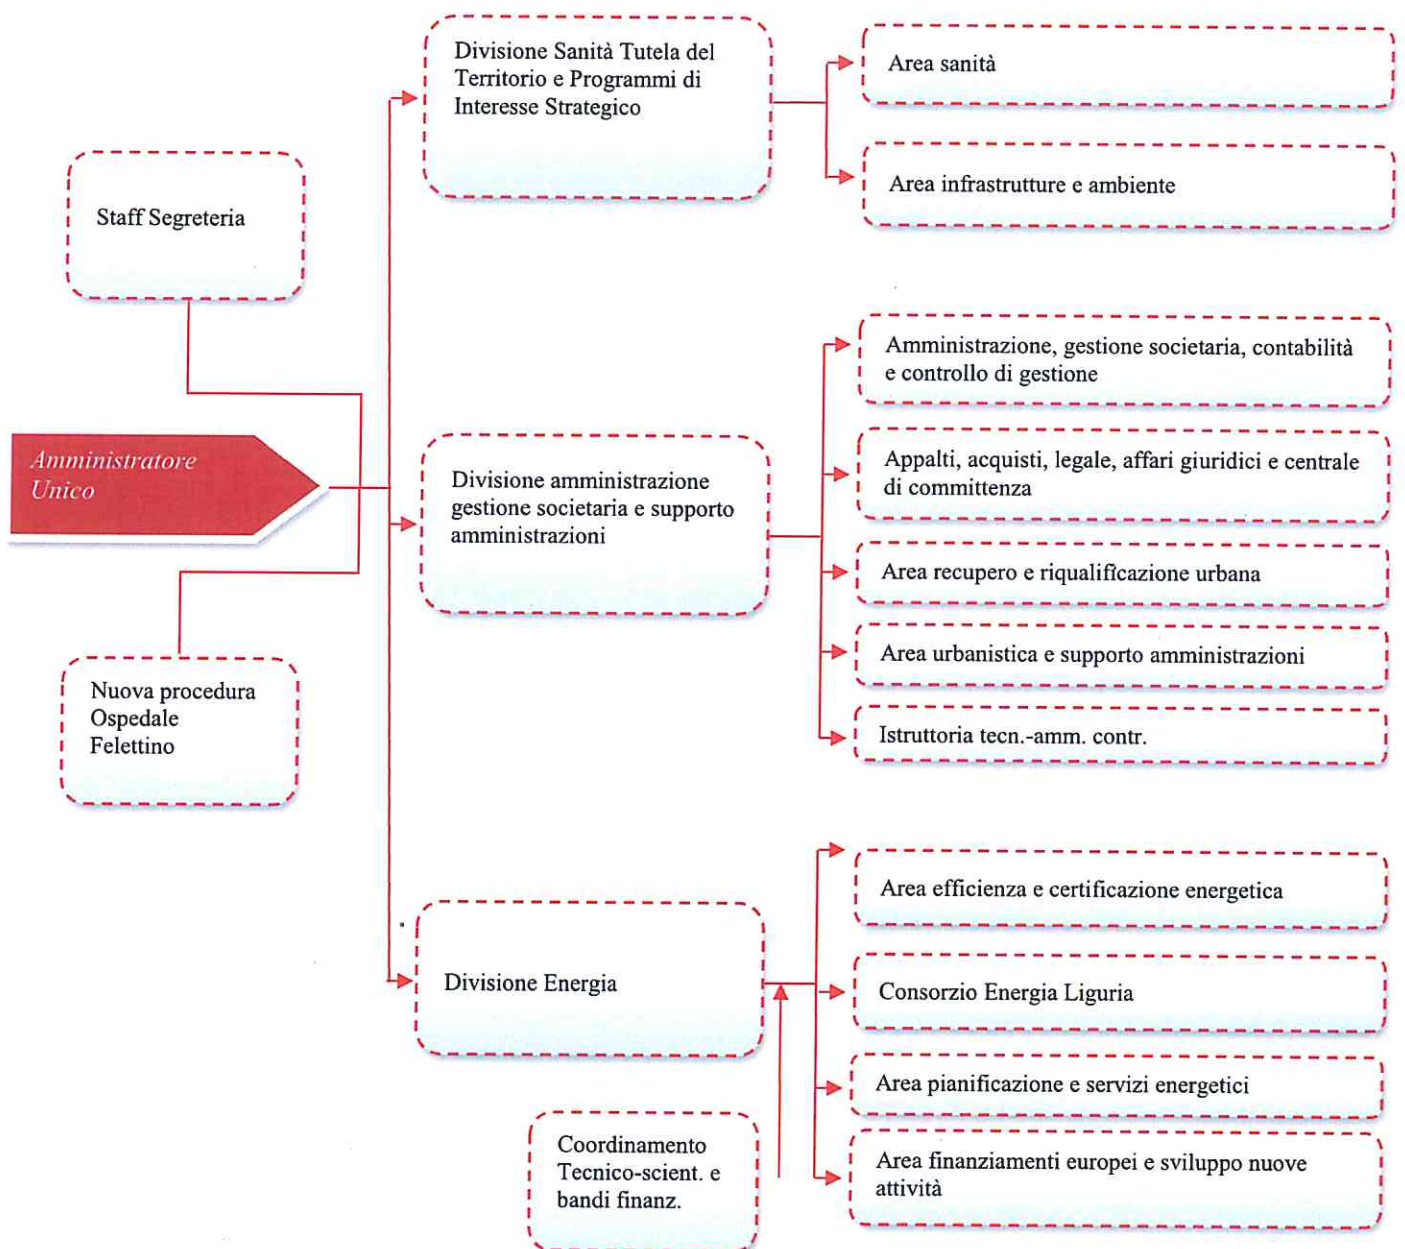 Divisione Sanità Tutela del
Territorio e Programmi di
Interesse Strategico
Area sanità
Area infrastrutture e ambiente
Staff Segreteria
Amministratore
Unico
Nuova procedura
Ospedale
Felettino
Divisione amministrazione
gestione societaria e supporto
amministrazioni
Amministrazione, gestione societaria, contabilità
e controllo di gestione
Appalti, acquisti, legale, affari giuridici e centrale
di committenza
Area recupero e riqualificazione urbana
Area urbanistica e supporto amministrazioni
Istruttoria tecn.-amm. contr.
Divisione Energia
Area efficienza e certificazione energetica
Consorzio Energia Liguria
Area pianificazione e servizi energetici
Area finanziamenti europei e sviluppo nuove
attività
Coordinamento
Tecnico-scient. e
bandi finanz.